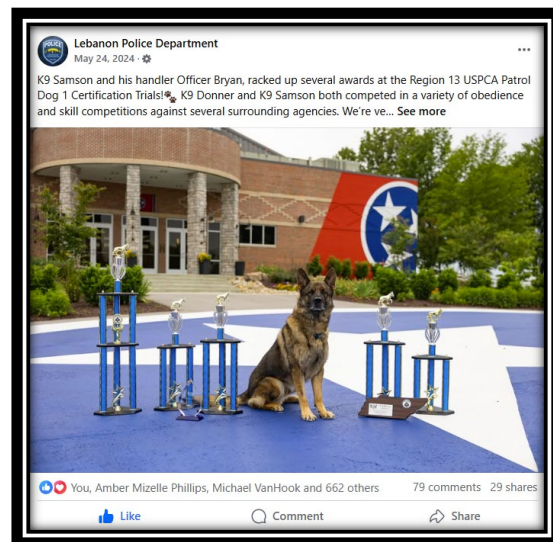 Lebanon Police Department
May 24, 2024 ·
K9 Samson and his handler Officer Bryan, racked up several awards at the Region 13 USPCA Patrol
Dog 1 Certification Trials!🐾 K9 Donner and K9 Samson both competed in a variety of obedience
and skill competitions against several surrounding agencies. We're ve... See more
You, Amber Mizelle Phillips, Michael VanHook and 662 others 79 comments 29 shares
Like Comment Share